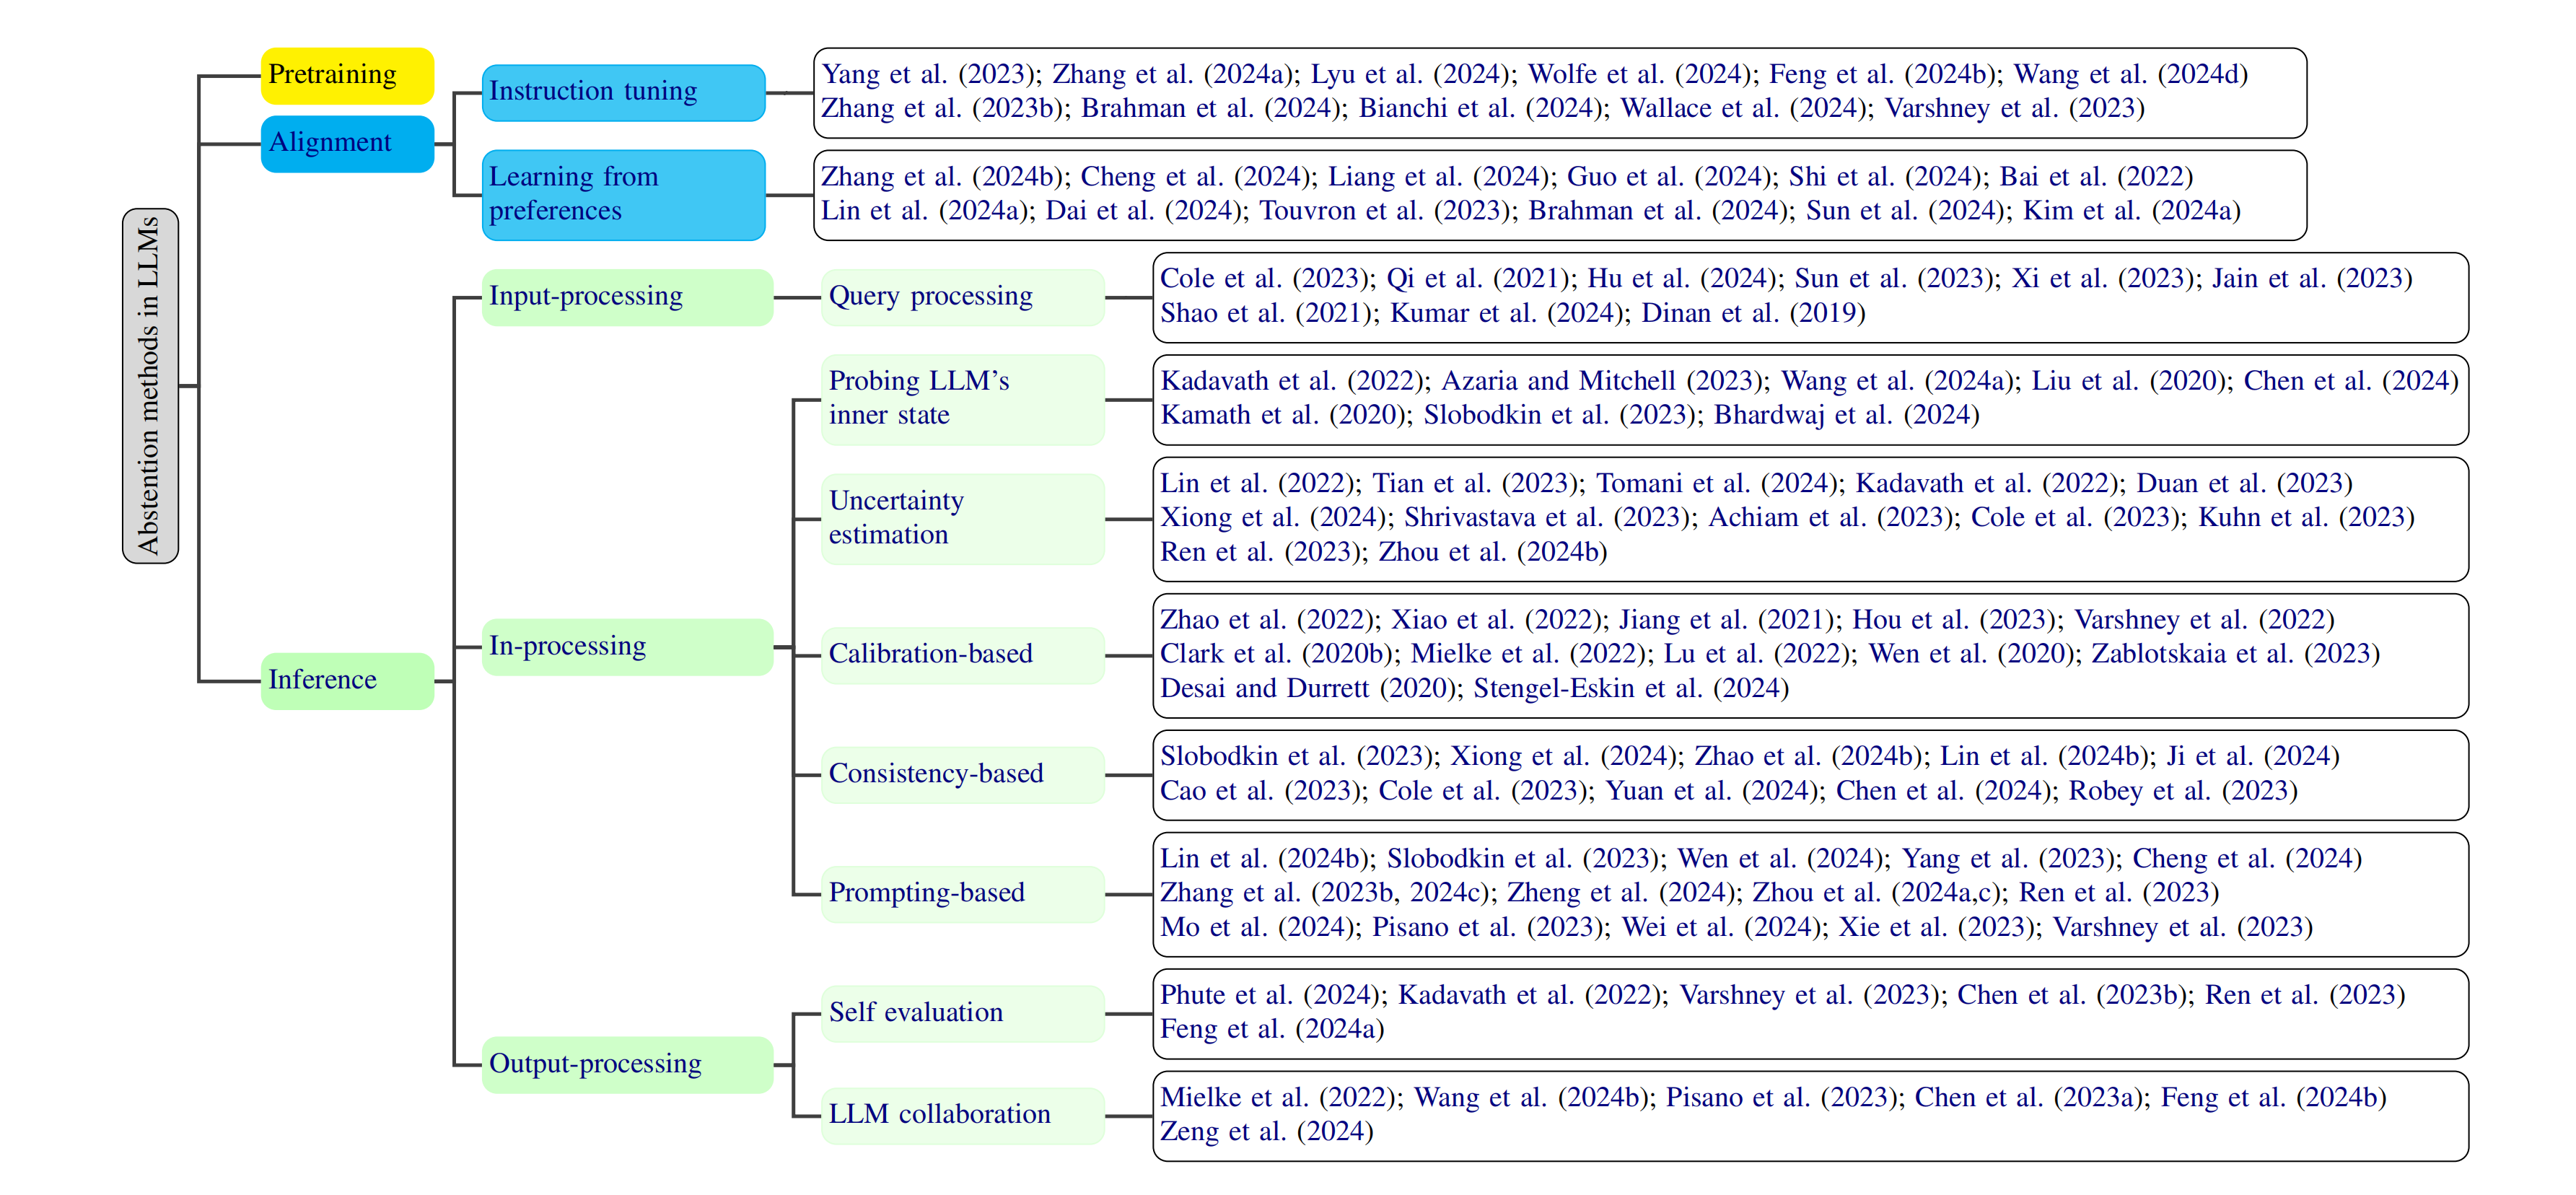 Abstention methods in LLMs
Pretraining
Alignment
Instruction tuning
Yang et al. (2023); Zhang et al. (2024a); Lyu et al. (2024); Wolfe et al. (2024); Feng et al. (2024b); Wang et al. (2024d)
Zhang et al. (2023b); Brahman et al. (2024); Bianchi et al. (2024); Wallace et al. (2024); Varshney et al. (2023)
Learning from
preferences
Zhang et al. (2024b); Cheng et al. (2024); Liang et al. (2024); Guo et al. (2024); Shi et al. (2024); Bai et al. (2022)
Lin et al. (2024a); Dai et al. (2024); Touvron et al. (2023); Brahman et al. (2024); Sun et al. (2024); Kim et al. (2024a)
Inference
Input-processing
Query processing
Cole et al. (2023); Qi et al. (2021); Hu et al. (2024); Sun et al. (2023); Xi et al. (2023); Jain et al. (2023)
Shao et al. (2021); Kumar et al. (2024); Dinan et al. (2019)
In-processing
Probing LLM's
inner state
Kadavath et al. (2022); Azaria and Mitchell (2023); Wang et al. (2024a); Liu et al. (2020); Chen et al. (2024)
Kamath et al. (2020); Slobodkin et al. (2023); Bhardwaj et al. (2024)
Uncertainty
estimation
Lin et al. (2022); Tian et al. (2023); Tomani et al. (2024); Kadavath et al. (2022); Duan et al. (2023)
Xiong et al. (2024); Shrivastava et al. (2023); Achiam et al. (2023); Cole et al. (2023); Kuhn et al. (2023)
Ren et al. (2023); Zhou et al. (2024b)
Calibration-based
Zhao et al. (2022); Xiao et al. (2022); Jiang et al. (2021); Hou et al. (2023); Varshney et al. (2022)
Clark et al. (2020b); Mielke et al. (2022); Lu et al. (2022); Wen et al. (2020); Zablotskaia et al. (2023)
Desai and Durrett (2020); Stengel-Eskin et al. (2024)
Consistency-based
Slobodkin et al. (2023); Xiong et al. (2024); Zhao et al. (2024b); Lin et al. (2024b); Ji et al. (2024)
Cao et al. (2023); Cole et al. (2023); Yuan et al. (2024); Chen et al. (2024); Robey et al. (2023)
Prompting-based
Lin et al. (2024b); Slobodkin et al. (2023); Wen et al. (2024); Yang et al. (2023); Cheng et al. (2024)
Zhang et al. (2023b, 2024c); Zheng et al. (2024); Zhou et al. (2024a,c); Ren et al. (2023)
Mo et al. (2024); Pisano et al. (2023); Wei et al. (2024); Xie et al. (2023); Varshney et al. (2023)
Output-processing
Self evaluation
Phute et al. (2024); Kadavath et al. (2022); Varshney et al. (2023); Chen et al. (2023b); Ren et al. (2023)
Feng et al. (2024a)
LLM collaboration
Mielke et al. (2022); Wang et al. (2024b); Pisano et al. (2023); Chen et al. (2023a); Feng et al. (2024b)
Zeng et al. (2024)